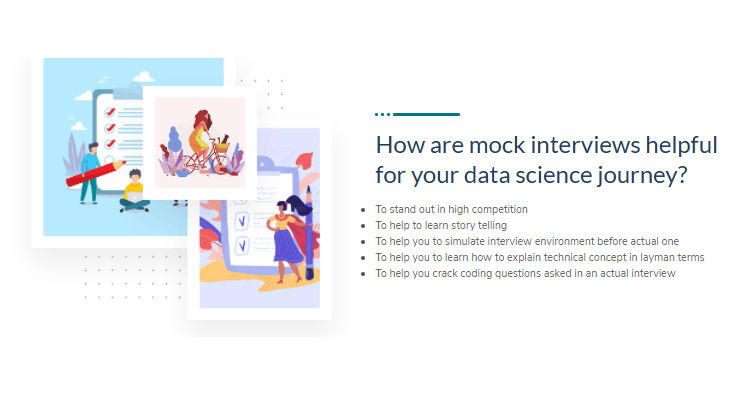 How are mock interviews helpful
for your data science journey?
To stand out in high competition
To help to learn story telling
To help you to simulate interview environment before actual one
To help you to learn how to explain technical concept in layman terms
To help you crack coding questions asked in an actual interview